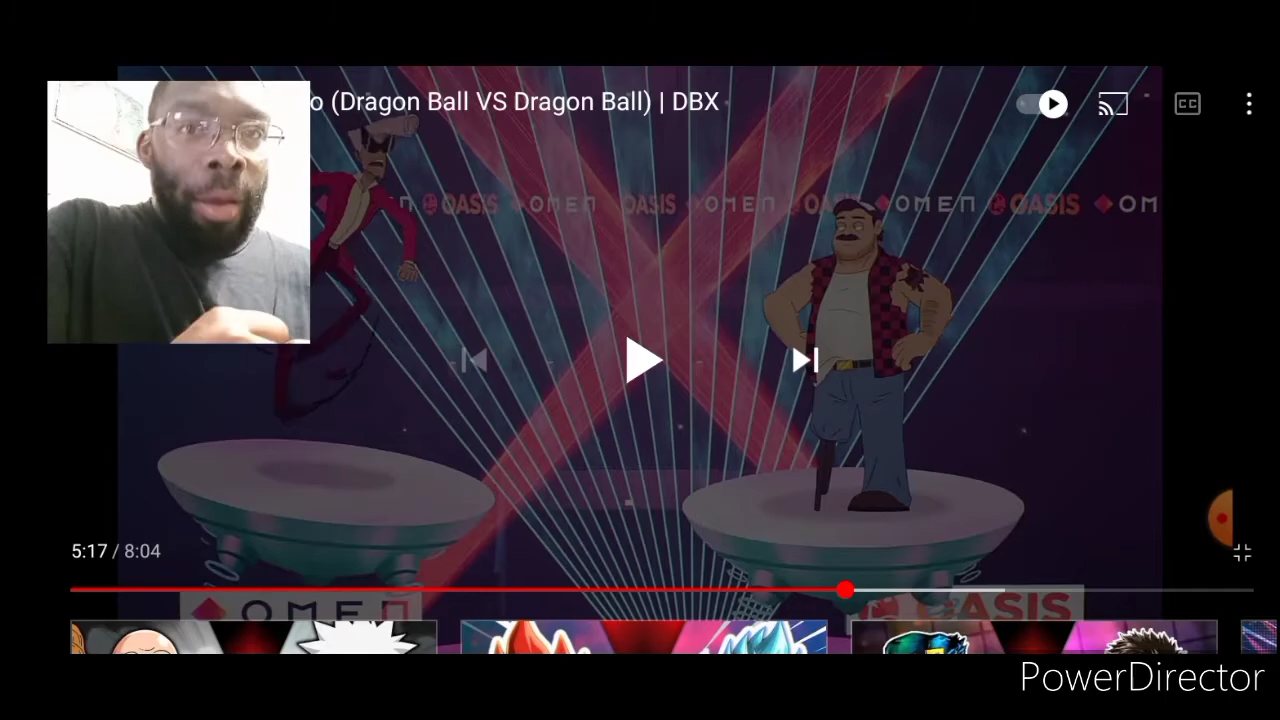 o (Dragon Ball VS Dragon Ball) | DBX
CC
OASIS OMEN OASIS OMEN OASIS OMEN OASIS OM
5:17 / 8:04
OMEN
OASIS
PowerDirector